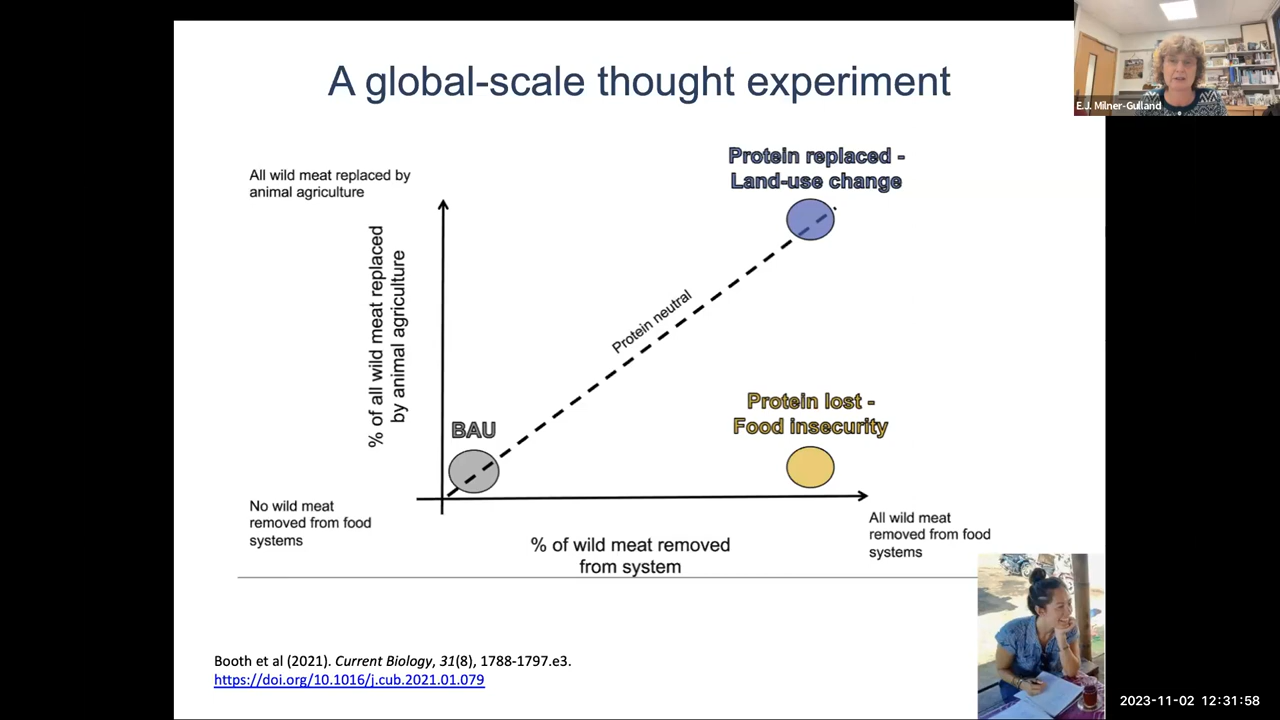 A global-scale thought experiment
E.J. Milner-Gulland
All wild meat replaced by
animal agriculture
% of all wild meat replaced
by animal agriculture
Protein replaced -
Land-use change
Protein neutral
BAU
Protein lost -
Food insecurity
No wild meat
removed from food
systems
% of wild meat removed
from system
All wild meat
removed from food
systems
Booth et al (2021). Current Biology, 31(8), 1788-1797.e3.
https://doi.org/10.1016/j.cub.2021.01.079
2023-11-02 12:31:58